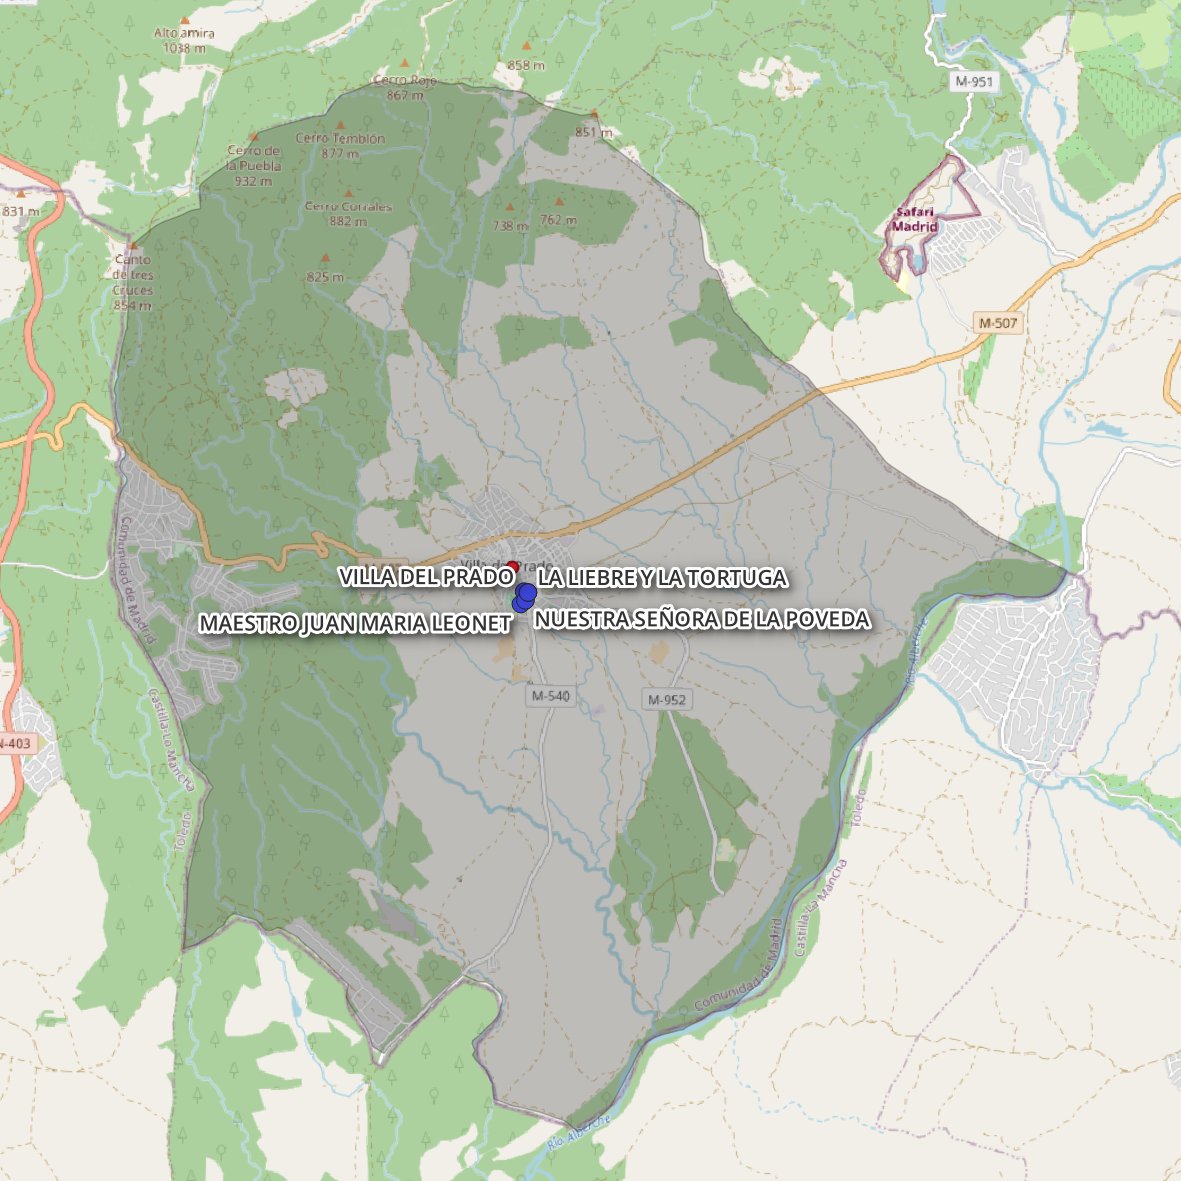 Alto amira
1038 m
858 m
Cerro Rojo
867 m
M-951
851 m
Cerro Temblón
877 m
Cerro de
la Puebla
932 m
831 m
Cerro Corrales
882 m
738 m
762 m
Safari
Madrid
Canto
de tres
Cruces
854 m
825 m
M-507
Comunidad de Madrid
VILLA DEL PRADO
LA LIEBRE Y LA TORTUGA
MAESTRO JUAN MARIA LEONET
NUESTRA SEÑORA DE LA POVEDA
Río Alberche
M-540
M-952
N-403
Castilla-La Mancha
Toledo
Toledo
Castilla-La Mancha
Comunidad de Madrid
Río Alberche